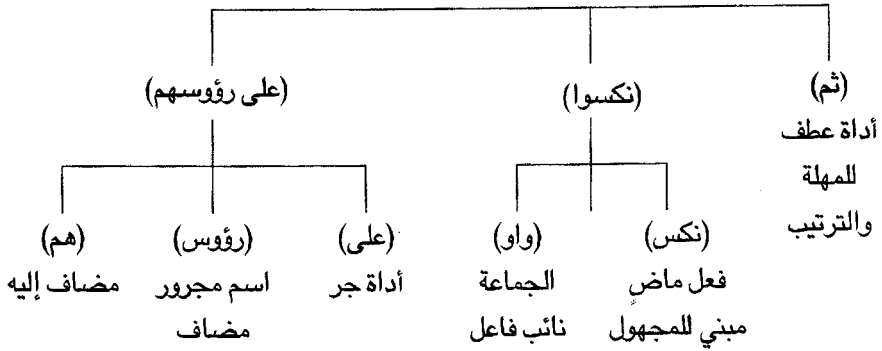 (ثم)
أداة عطف
للمهلة
والترتيب
(نكسوا)
(على رؤوسهم)
(نكس)
فعل ماضٍ
مبني للمجهول
(واو)
الجماعة
نائب فاعل
(على)
أداة جر
(رؤوس)
اسم مجرور
مضاف
(هم)
مضاف إليه